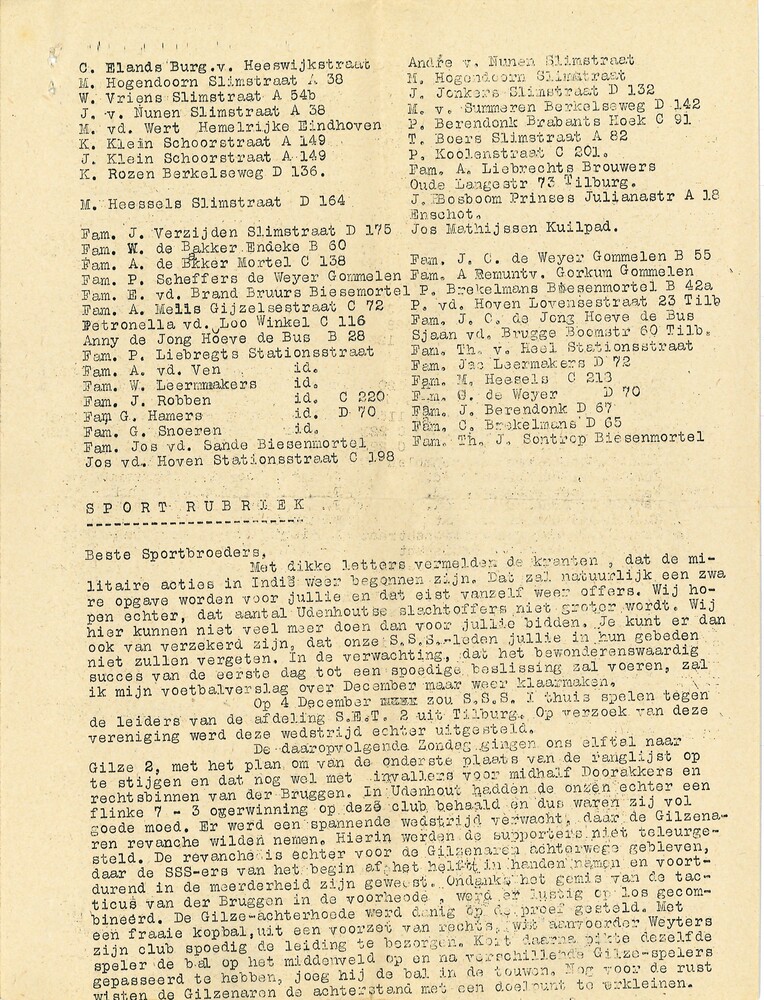 C. Elands Burg.v. Heeswijkstraat
M. Hogendoorn Slimstraat A 38
W. Vriens Slimstraat A 54b
J. v. Nunen Slimstraat A 38
M. vd. Wert Hemelrijke Eindhoven
K. Klein Schoorstraat A 149
J. Klein Schoorstraat A 149
K. Rozen Berkelseweg D 136.
M. Heessels Slimstraat D 164
Fam. J. Verzijden Slimstraat D 175
Fam. W. de Bakker Endeke B 60
Fam. A. de Bakker Mortel C 138
Fam. P. Scheffers de Weyer Gommelen
Fam. E. vd. Brand Bruurs Biesemortel
Fam. A. Melis Gijzelsestraat C 72
Petronella vd. Loo Winkel C 116
Anny de Jong Hoeve de Bus B 28
Fam. P. Liebregts Stationsstraat
Fam. A. vd. Ven id.
Fam. W. Leermmakers id.
Fam. J. Robben id. C 220
Fam G. Hamers id. D 70
Fam. G. Snoeren id.
Fam. Jos vd. Sande Biesenmortel
Jos vd. Hoven Stationsstraat C 198
Andre v. Nunen Slimstraat
M. Hogendoorn Slimstraat
J. Jonkers Slimstraat D 132
M. v. Summeren Berkelseweg D 142
P. Berendonk Brabants Hoek C 91
T. Boers Slimstraat A 82
P. Koolenstraat C 201.
Fam. A. Liebrechts Brouwers
Oude Langestr 73 Tilburg.
J. Bosboom Prinses Julianastr A 18
Enschot.
Jos Mathijssen Kuilpad.
Fam. J. C. de Weyer Gommelen B 55
Fam. A Remuntv. Gorkum Gommelen
P. Brekelmans Biesenmortel B 42a
P. vd. Hoven Lovensestraat 23 Tilb
Fam. J. C. de Jong Hoeve de Bus
Sjaan vd. Brugge Boomstr 60 Tilb.
Fam. Th. v. Heel Stationsstraat
Fam. Jac Leermakers D 72
Fam. M. Heesels C 213
Fam. G. de Weyer D 70
Fam. J. Berendonk D 67
Fam. C. Brekelmans D 65
Fam. Th. J. Sontrop Biesenmortel
SPORT RUBRIEK
Beste Sportbroeders,
Met dikke letters vermelden de kranten , dat de mi-
litaire acties in Indië weer begonnen zijn. Dat zal natuurlijk een zwa
re opgave worden voor jullie en dat eist vanzelf weer offers. Wij ho-
pen echter, dat aantal Udenhoutse slachtoffers niet groter wordt. Wij
hier kunnen niet veel meer doen dan voor jullie bidden. Je kunt er dan
ook van verzekerd zijn, dat onze S.S.S.-leden jullie in hun gebeden
niet zullen vergeten. In de verwachting, dat het bewonderenswaardig
succes van de eerste dag tot een spoedige beslissing zal voeren, zal
ik mijn voetbalverslag over December maar weer klaarmaken.
Op 4 December zou S.S.S. I thuis spelen tegen
de leiders van de afdeling S.E.T. 2 uit Tilburg. Op verzoek van deze
vereniging werd deze wedstrijd echter uitgesteld.
De daaropvolgende Zondag gingen ons elftal naar
Gilze 2, met het plan om van de onderste plaats van de ranglijst op
te stijgen en dat nog wel met invallers voor midhalf Doorakkers en
rechtsbinnen van der Bruggen. In Udenhout hadden de onzen echter een
flinke 7 - 3 ogerwinning op deze club behaald en dus waren zij vol
goede moed. Er werd een spannende wedstrijd verwacht, daar de Gilzena-
ren revanche wilden nemen. Hierin werden de supporters niet teleurge-
steld. De revanche is echter voor de Gilzenaren achterwege gebleven,
daar de SSS-ers van het begin af het heft in handen namen en voort-
durend in de meerderheid zijn geweest. Ondanks het gemis van de tac-
ticus van der Bruggen in de voorhoede , werd er lustig op los gecom-
bineerd. De Gilze-achterhoede werd danig op de proef gesteld. Met
een fraaie kopbal, uit een voorzet van rechts, wist aanvoerder Weyters
zijn club spoedig de leiding te bezorgen. Kort daarna pikte dezelfde
speler de bal op het middenveld op en na verschillende Gilze-spelers
gepasseerd te hebben, joeg hij de bal in de touwen. Nog voor de rust
wisten de Gilzenaren de achterstand met een doelpunt te verkleinen.